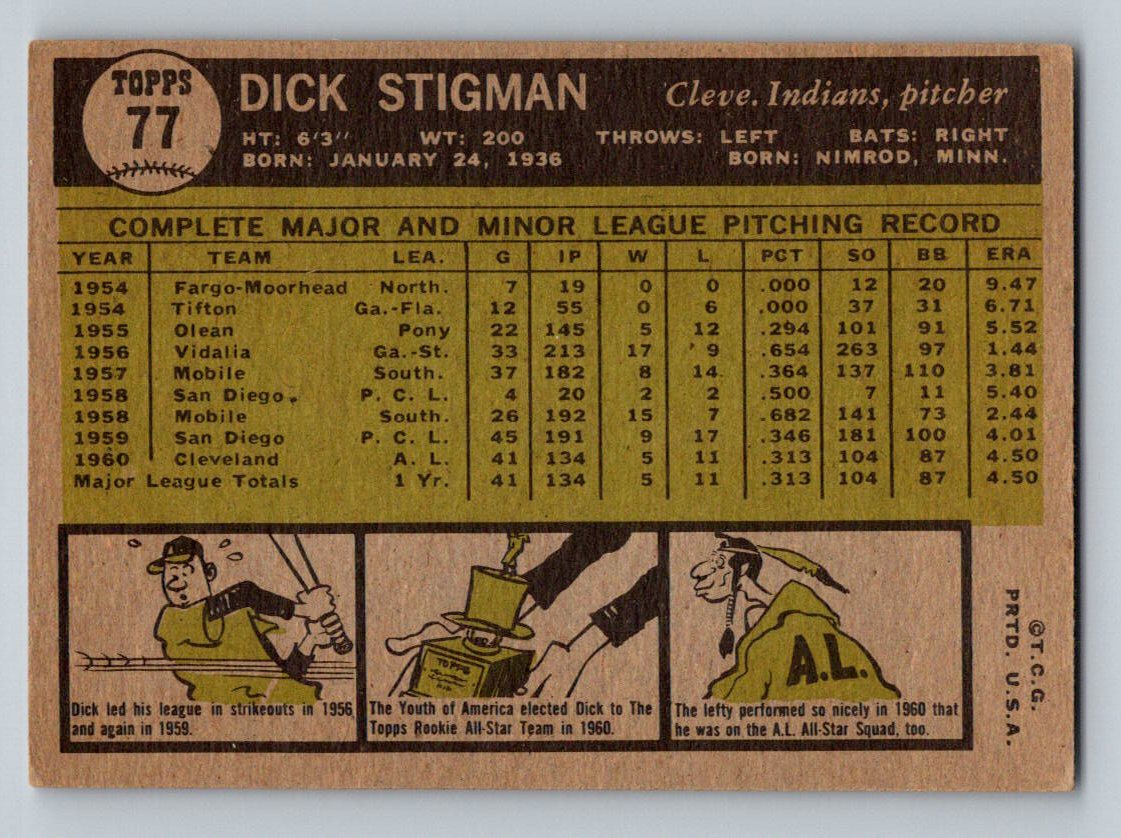 TOPPS
77
DICK STIGMAN Cleve. Indians, pitcher
HT: 6'3" WT: 200 THROWS: LEFT BATS: RIGHT
BORN: JANUARY 24, 1936 BORN: NIMROD, MINN.
COMPLETE MAJOR AND MINOR LEAGUE PITCHING RECORD
YEAR TEAM LEA. G IP W L PCT SO BB ERA
1954 Fargo-Moorhead North. 7 19 0 0 .000 12 20 9.47
1954 Tifton Ga.-Fla. 12 55 0 6 .000 37 31 6.71
1955 Olean Pony 22 145 5 12 .294 101 91 5.52
1956 Vidalia Ga.-St. 33 213 17 9 .654 263 97 1.44
1957 Mobile South. 37 182 8 14 .364 137 110 3.81
1958 San Diego P. C. L. 4 20 2 2 .500 7 11 5.40
1958 Mobile South. 26 192 15 7 .682 141 73 2.44
1959 San Diego P. C. L. 45 191 9 17 .346 181 100 4.01
1960 Cleveland A. L. 41 134 5 11 .313 104 87 4.50
Major League Totals 1 Yr. 41 134 5 11 .313 104 87 4.50
Dick led his league in strikeouts in 1956
and again in 1959.
TOPPS
The Youth of America elected Dick to The
Topps Rookie All-Star Team in 1960.
A.L.
The lefty performed so nicely in 1960 that
he was on the A.L. All-Star Squad, too.
©T.C.G.
PRTD. U.S.A.